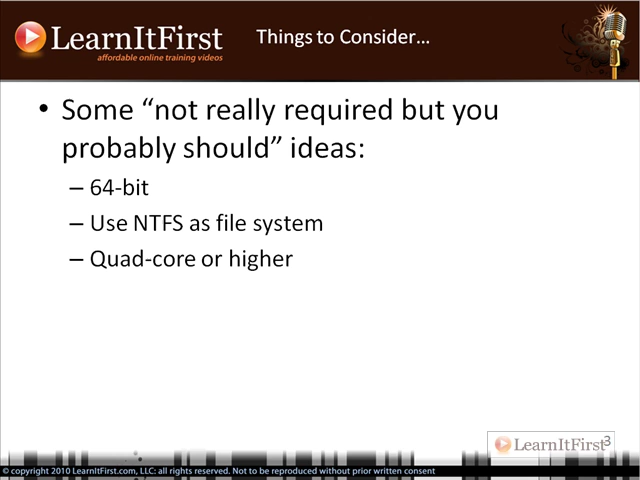 LearnItFirst
affordable online training videos
Things to Consider…
• Some “not really required but you
probably should” ideas:
– 64-bit
– Use NTFS as file system
– Quad-core or higher
LearnItFirst
3
© copyright 2010 LearnItFirst.com, LLC: all rights reserved. Not to be reproduced without prior written consent